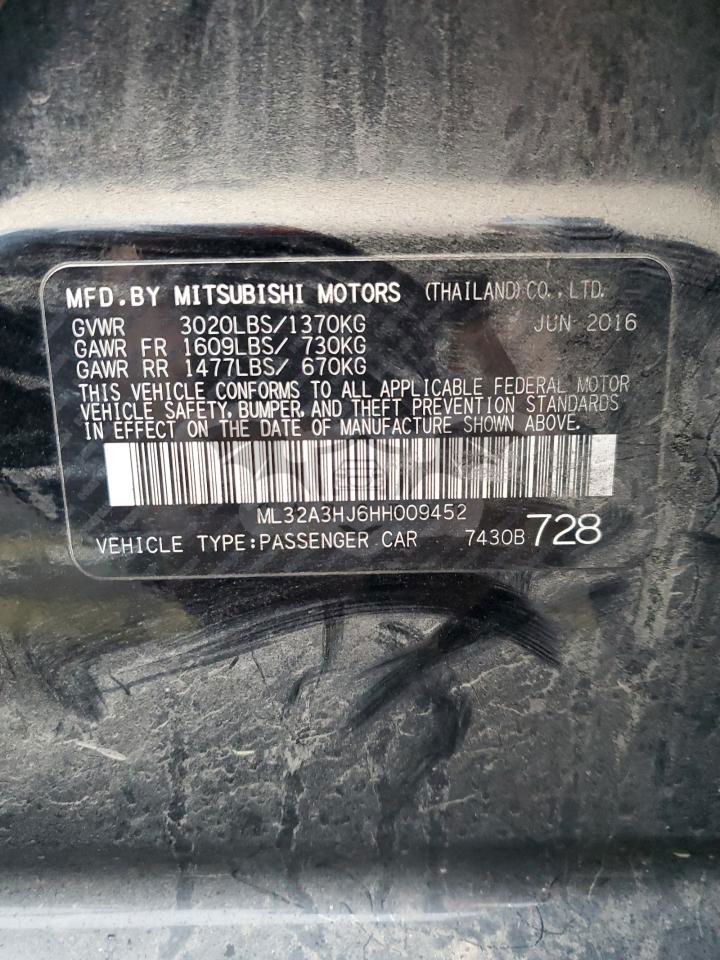 MFD.BY MITSUBISHI MOTORS (THAILAND) CO., LTD.
GVWR 3020LBS/1370KG JUN 2016
GAWR FR 1609LBS/ 730KG
GAWR RR 1477LBS/ 670KG
THIS VEHICLE CONFORMS TO ALL APPLICABLE FEDERAL MOTOR
VEHICLE SAFETY, BUMPER, AND THEFT PREVENTION STANDARDS
IN EFFECT ON THE DATE OF MANUFACTURE SHOWN ABOVE.
ML32A3HJ6HH009452
VEHICLE TYPE:PASSENGER CAR 7430B 728